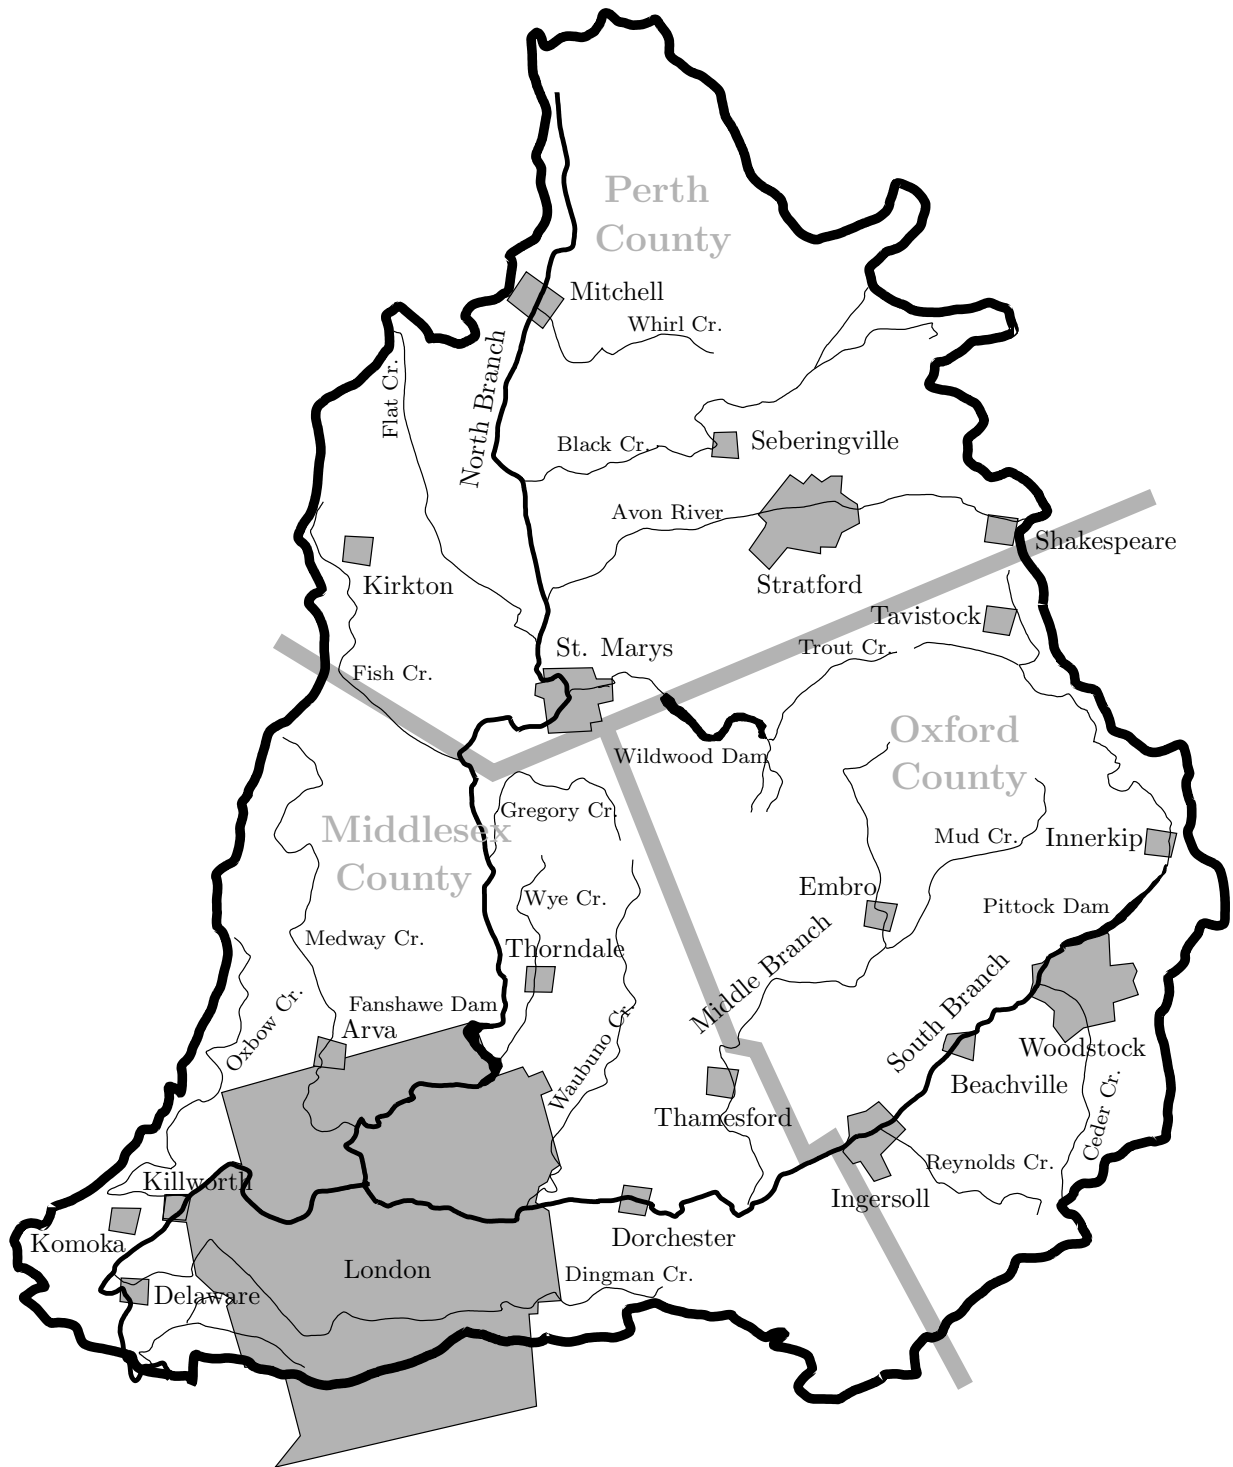 Perth
County
Mitchell
Whirl Cr.
North Branch
Flat Cr.
Black Cr.
Seberingville
Avon River
Shakespeare
Kirkton
Stratford
Tavistock
St. Marys
Trout Cr.
Fish Cr.
Oxford
County
Wildwood Dam
Gregory Cr.
Middlesex
County
Mud Cr.
Innerkip
Embro
Wye Cr.
Pittock Dam
Medway Cr.
Thorndale
Middle Branch
South Branch
Fanshawe Dam
Oxbow Cr.
Arva
Waubuno Cr.
Woodstock
Beachville
Thamesford
Ceder Cr.
Reynolds Cr.
Killworth
Ingersoll
Komoka
Dorchester
London
Dingman Cr.
Delaware